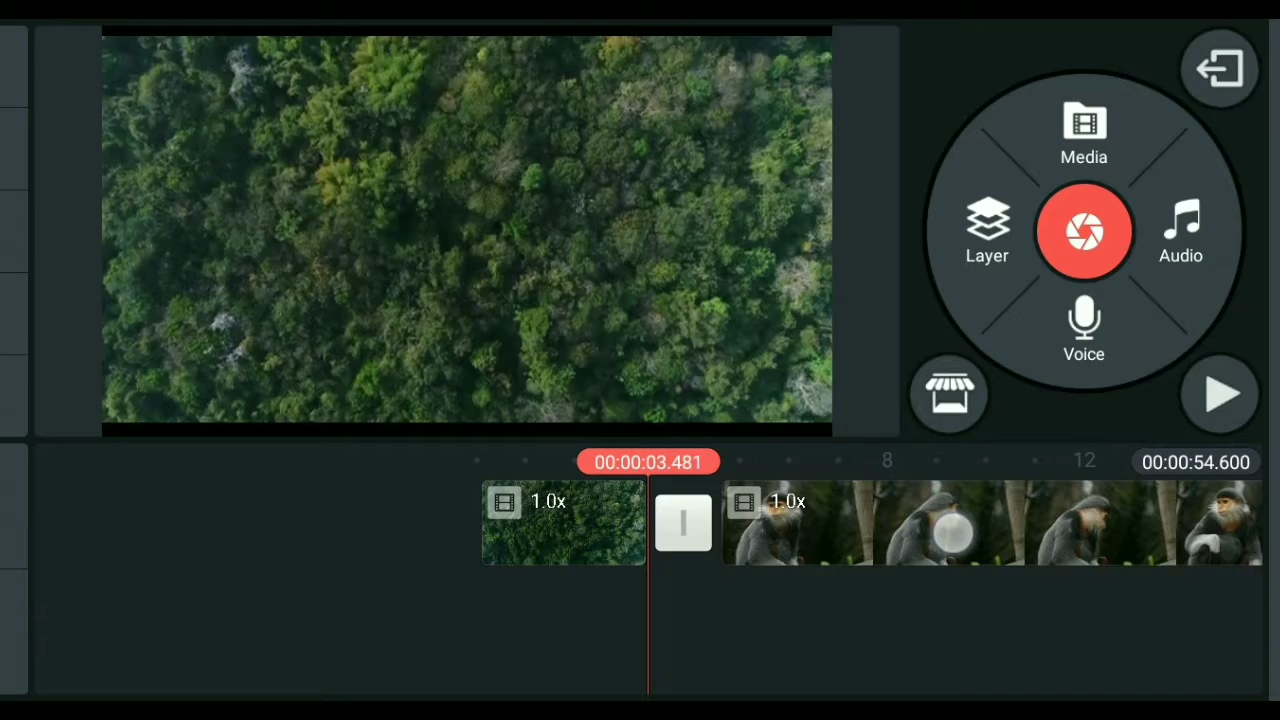 Media
Layer
Audio
Voice
00:00:03.481
8
12
00:00:54.600
1.0x
1.0x